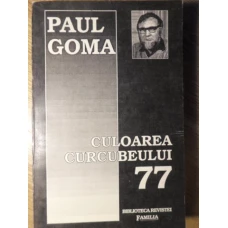 PAUL
GOMA
CULOAREA
CURCUBEULUI
77
BIBLIOTECA REVISTEI
FAMILIA